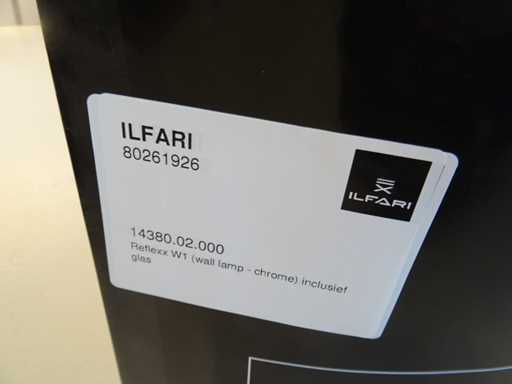 ILFARI
80261926
ILFARI
14380.02.000
Reflexx W1 (wall lamp - chrome) inclusief
glas